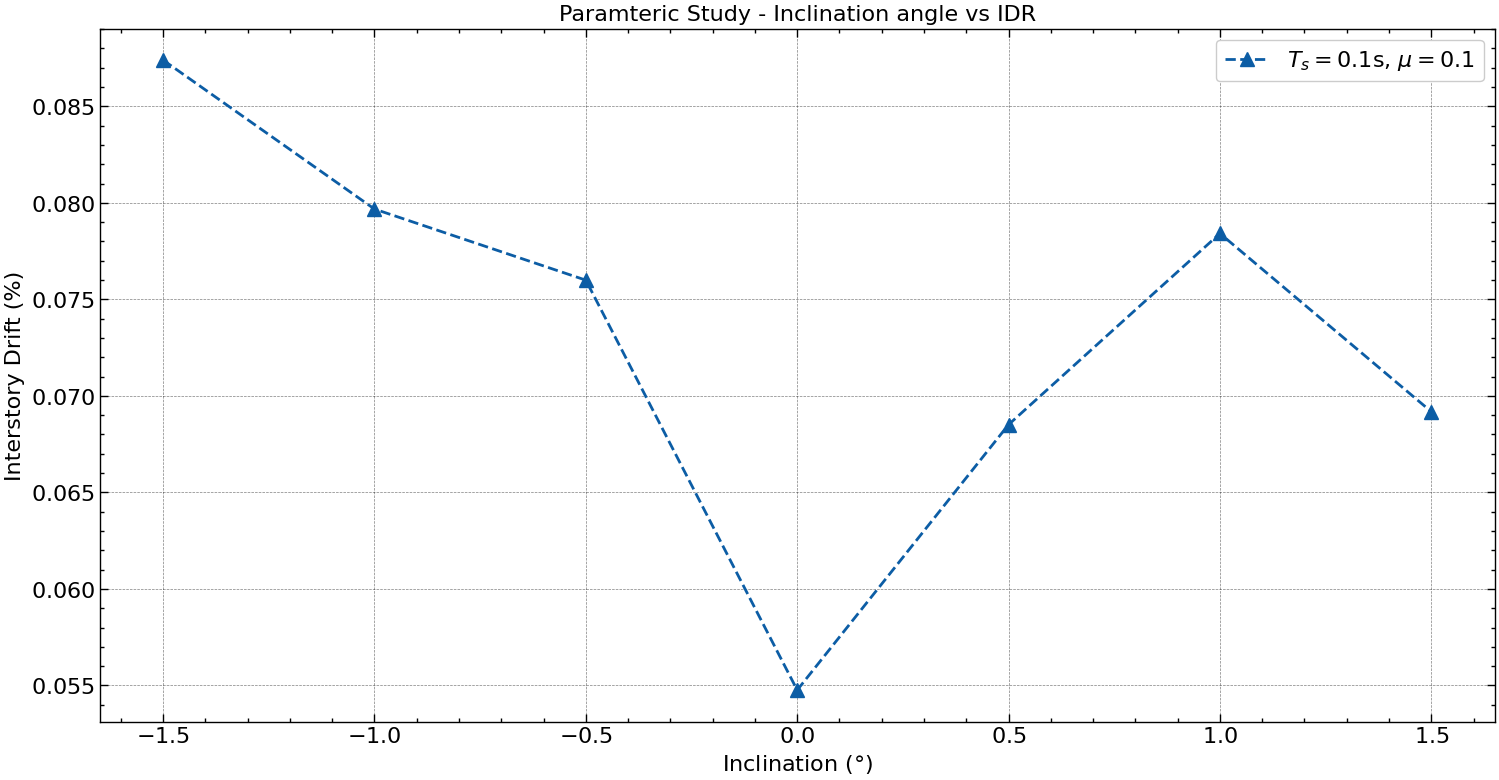 Paramteric Study - Inclination angle vs IDR
T_s = 0.1s, μ = 0.1
Interstory Drift (%)
0.085
0.080
0.075
0.070
0.065
0.060
0.055
−1.5 −1.0 −0.5 0.0 0.5 1.0 1.5
Inclination (°)